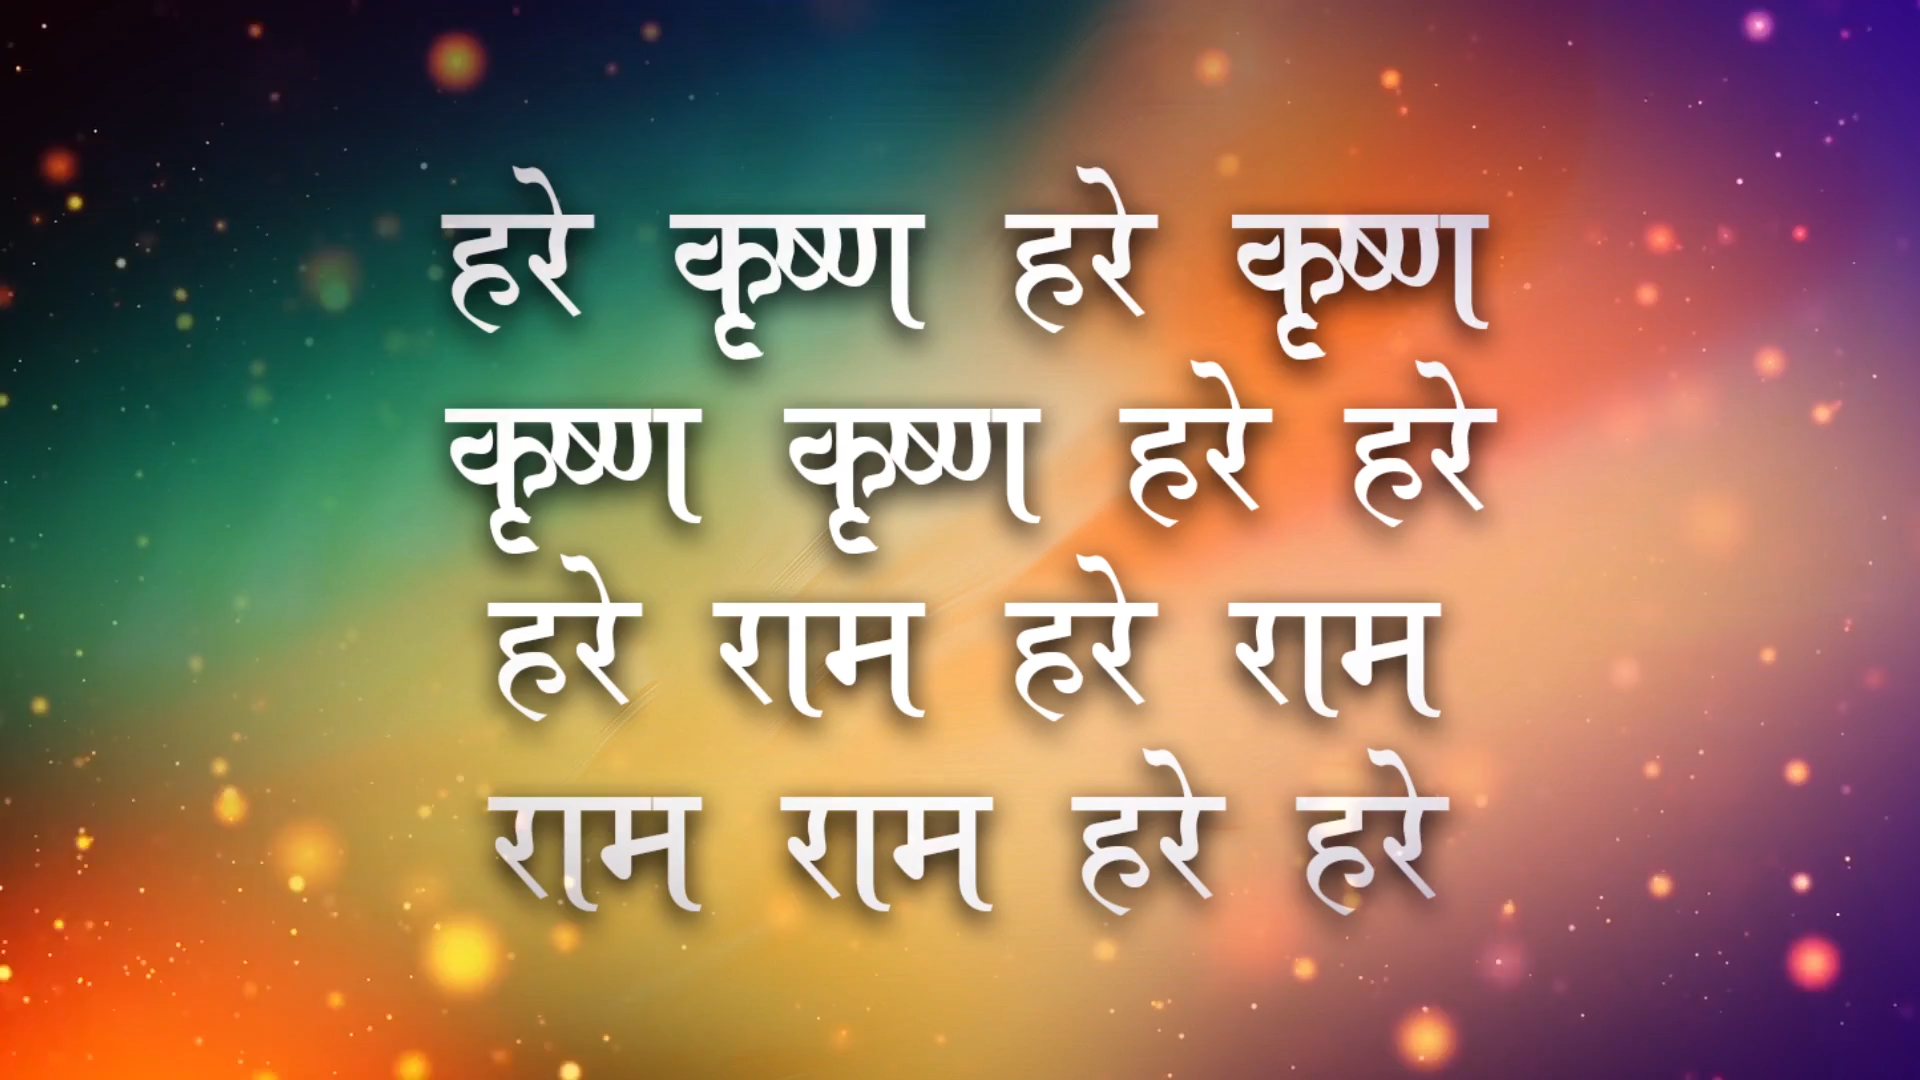 हरे कृष्ण हरे कृष्ण
कृष्ण कृष्ण हरे हरे
हरे राम हरे राम
राम राम हरे हरे